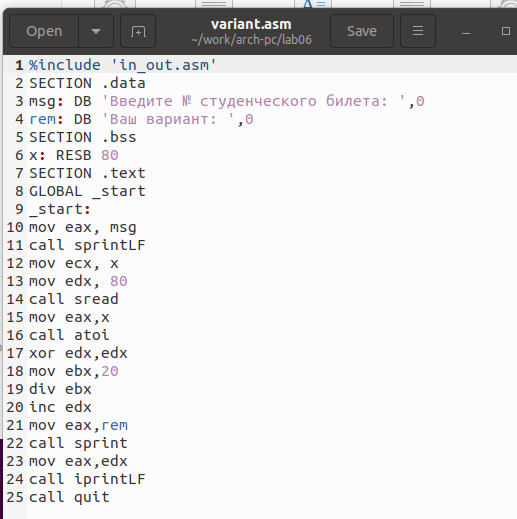 Open
variant.asm
~/work/arch-pc/lab06
Save
1 %include 'in_out.asm'
2 SECTION .data
3 msg: DB 'Введите № студенческого билета: ',0
4 rem: DB 'Ваш вариант: ',0
5 SECTION .bss
6 x: RESB 80
7 SECTION .text
8 GLOBAL _start
9 _start:
10 mov eax, msg
11 call sprintLF
12 mov ecx, x
13 mov edx, 80
14 call sread
15 mov eax,x
16 call atoi
17 xor edx,edx
18 mov ebx,20
19 div ebx
20 inc edx
21 mov eax,rem
22 call sprint
23 mov eax,edx
24 call iprintLF
25 call quit